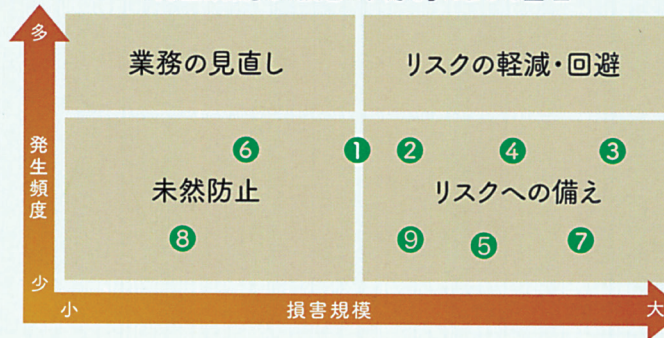 多
業務の見直し
リスクの軽減・回避
発生頻度
❻
❶
❷
❹
❸
未然防止
リスクへの備え
❽
❾
❺
❼
少
小
損害規模
大